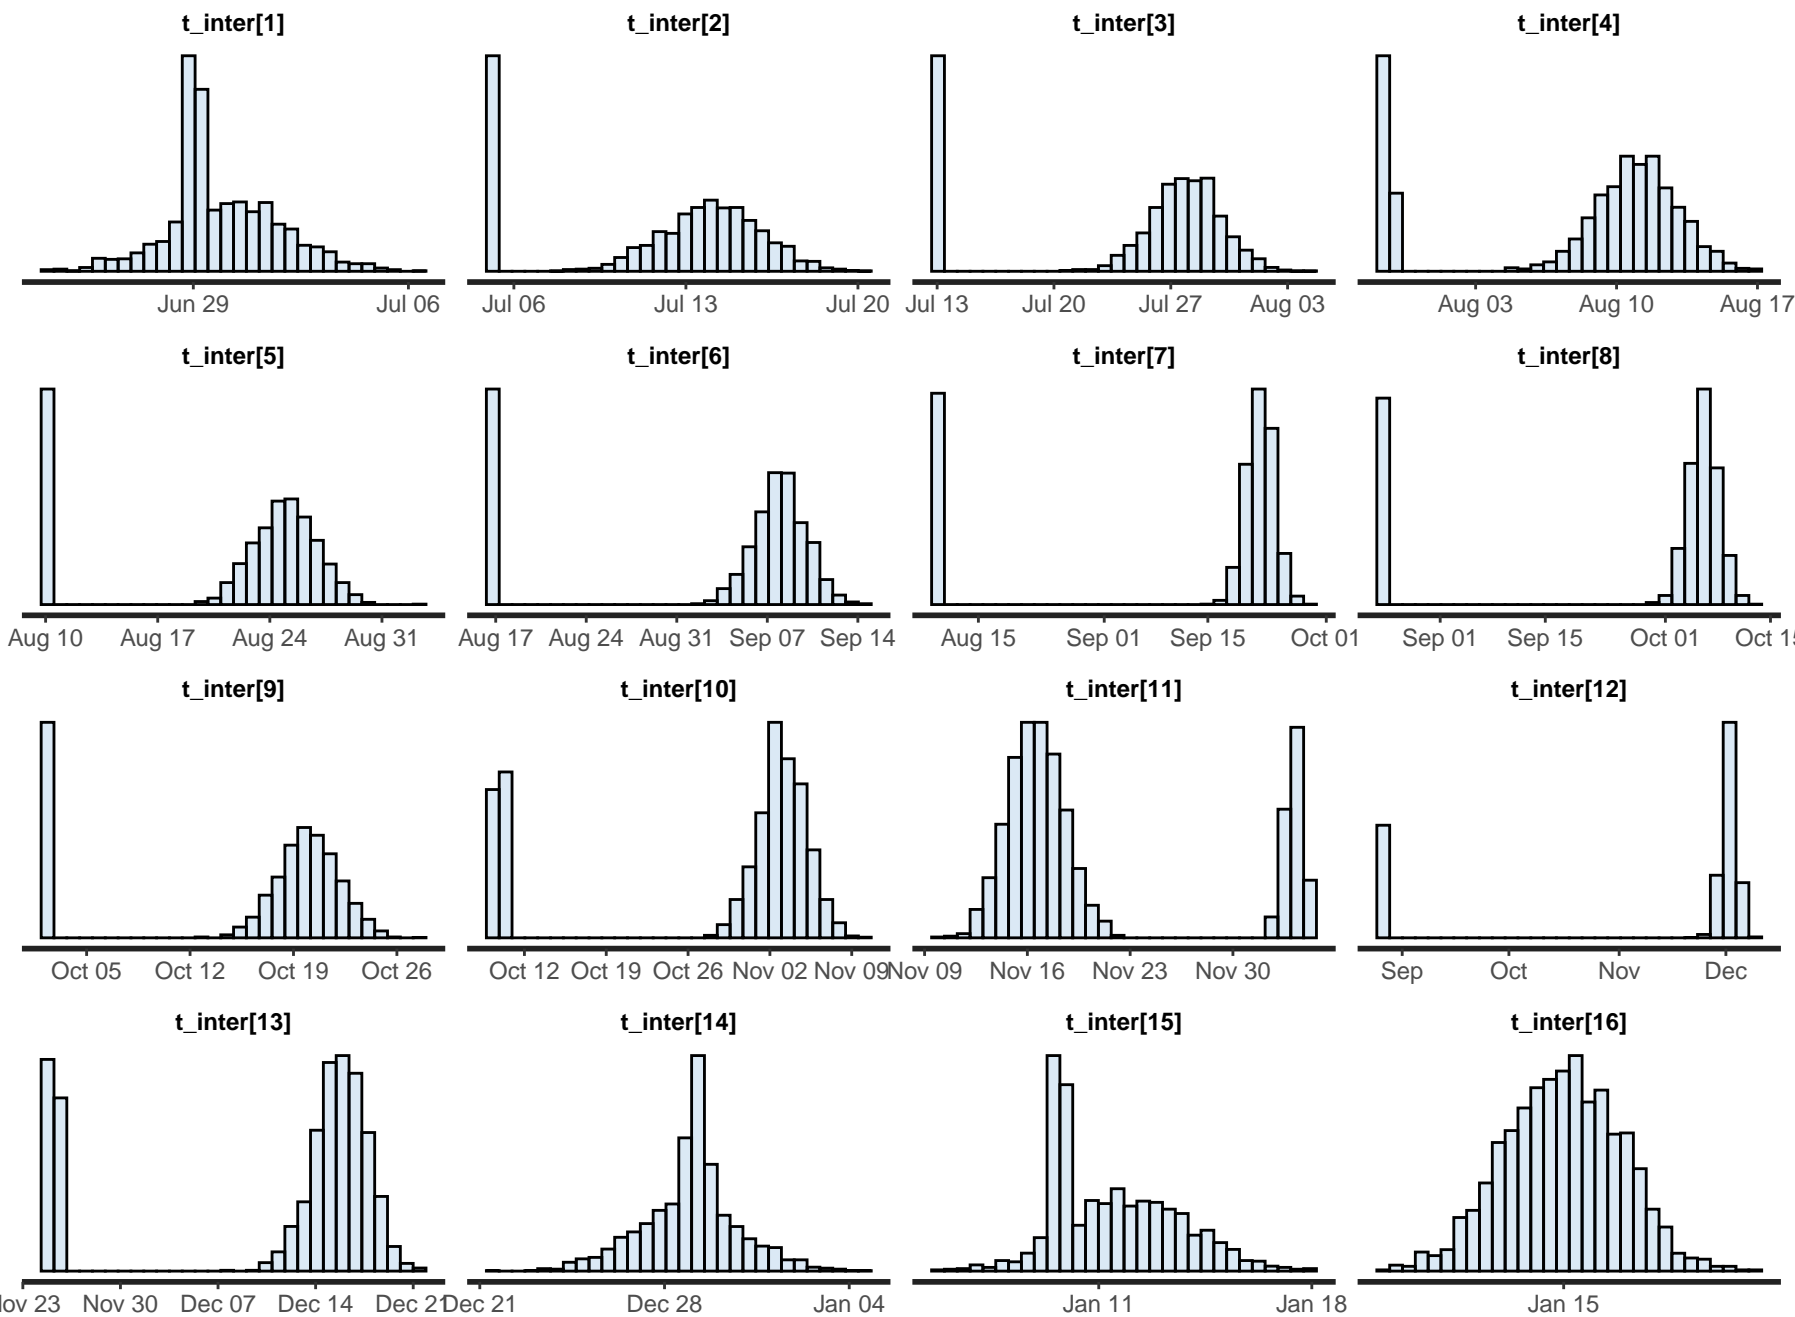 t_inter[1] t_inter[2] t_inter[3] t_inter[4]
Jun 29 Jul 06 Jul 06 Jul 13 Jul 20 Jul 13 Jul 20 Jul 27 Aug 03 Aug 03 Aug 10 Aug 17
t_inter[5] t_inter[6] t_inter[7] t_inter[8]
Aug 10 Aug 17 Aug 24 Aug 31 Aug 17 Aug 24 Aug 31 Sep 07 Sep 14 Aug 15 Sep 01 Sep 15 Oct 01 Sep 01 Sep 15 Oct 01 Oct 15
t_inter[9] t_inter[10] t_inter[11] t_inter[12]
Oct 05 Oct 12 Oct 19 Oct 26 Oct 12 Oct 19 Oct 26 Nov 02 Nov 09 Nov 09 Nov 16 Nov 23 Nov 30 Sep Oct Nov Dec
t_inter[13] t_inter[14] t_inter[15] t_inter[16]
Nov 23 Nov 30 Dec 07 Dec 14 Dec 21 Dec 21 Dec 28 Jan 04 Jan 11 Jan 18 Jan 15